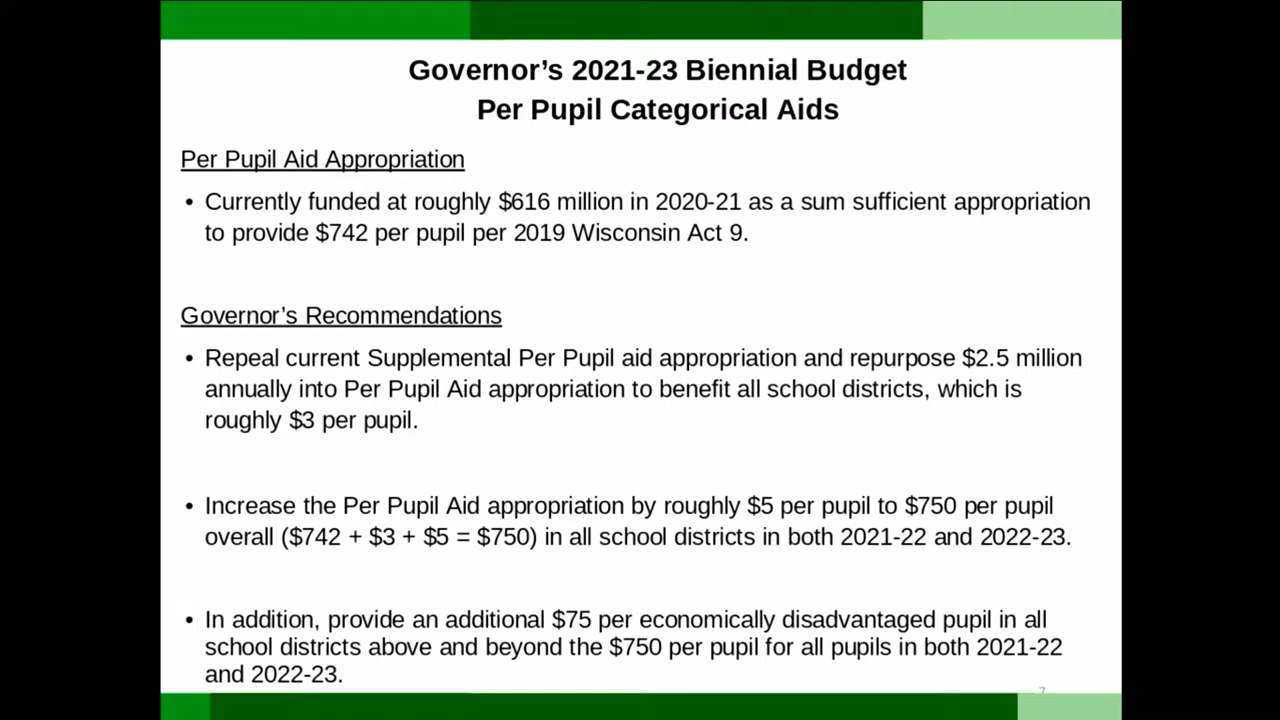 Governor’s 2021-23 Biennial Budget
Per Pupil Categorical Aids
Per Pupil Aid Appropriation
• Currently funded at roughly $616 million in 2020-21 as a sum sufficient appropriation
to provide $742 per pupil per 2019 Wisconsin Act 9.
Governor’s Recommendations
• Repeal current Supplemental Per Pupil aid appropriation and repurpose $2.5 million
annually into Per Pupil Aid appropriation to benefit all school districts, which is
roughly $3 per pupil.
• Increase the Per Pupil Aid appropriation by roughly $5 per pupil to $750 per pupil
overall ($742 + $3 + $5 = $750) in all school districts in both 2021-22 and 2022-23.
• In addition, provide an additional $75 per economically disadvantaged pupil in all
school districts above and beyond the $750 per pupil for all pupils in both 2021-22
and 2022-23.
7